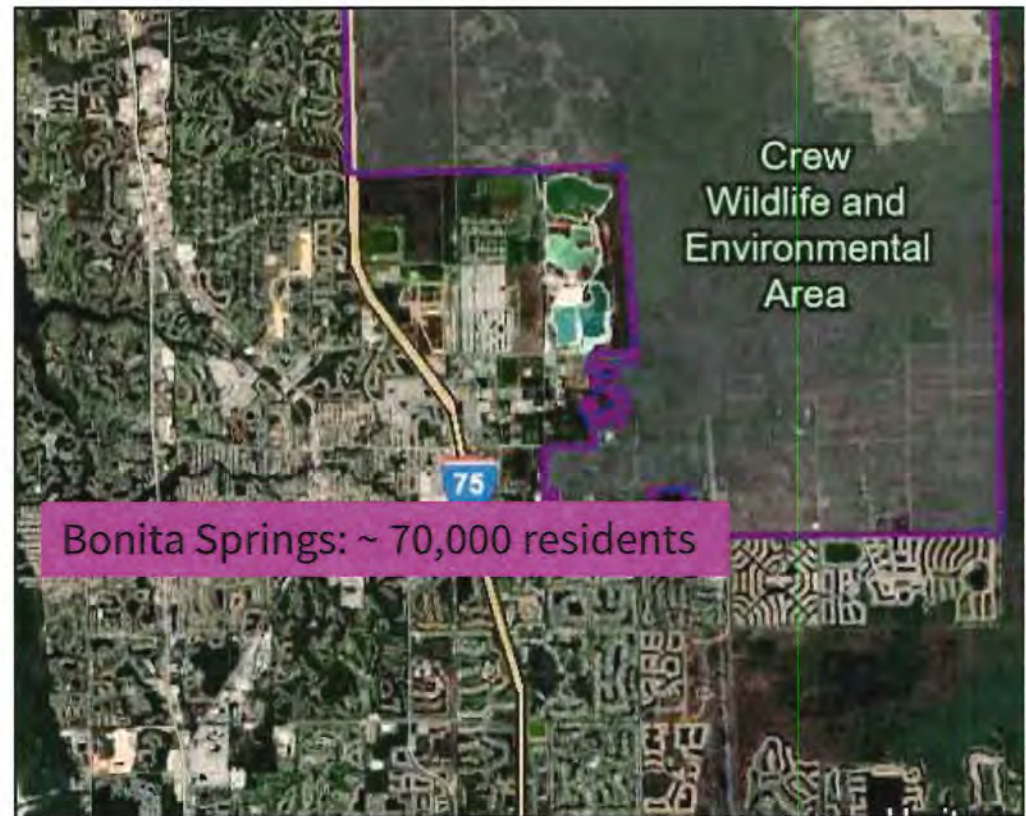 Crew
Wildlife and
Environmental
Area
75
Bonita Springs: ~ 70,000 residents